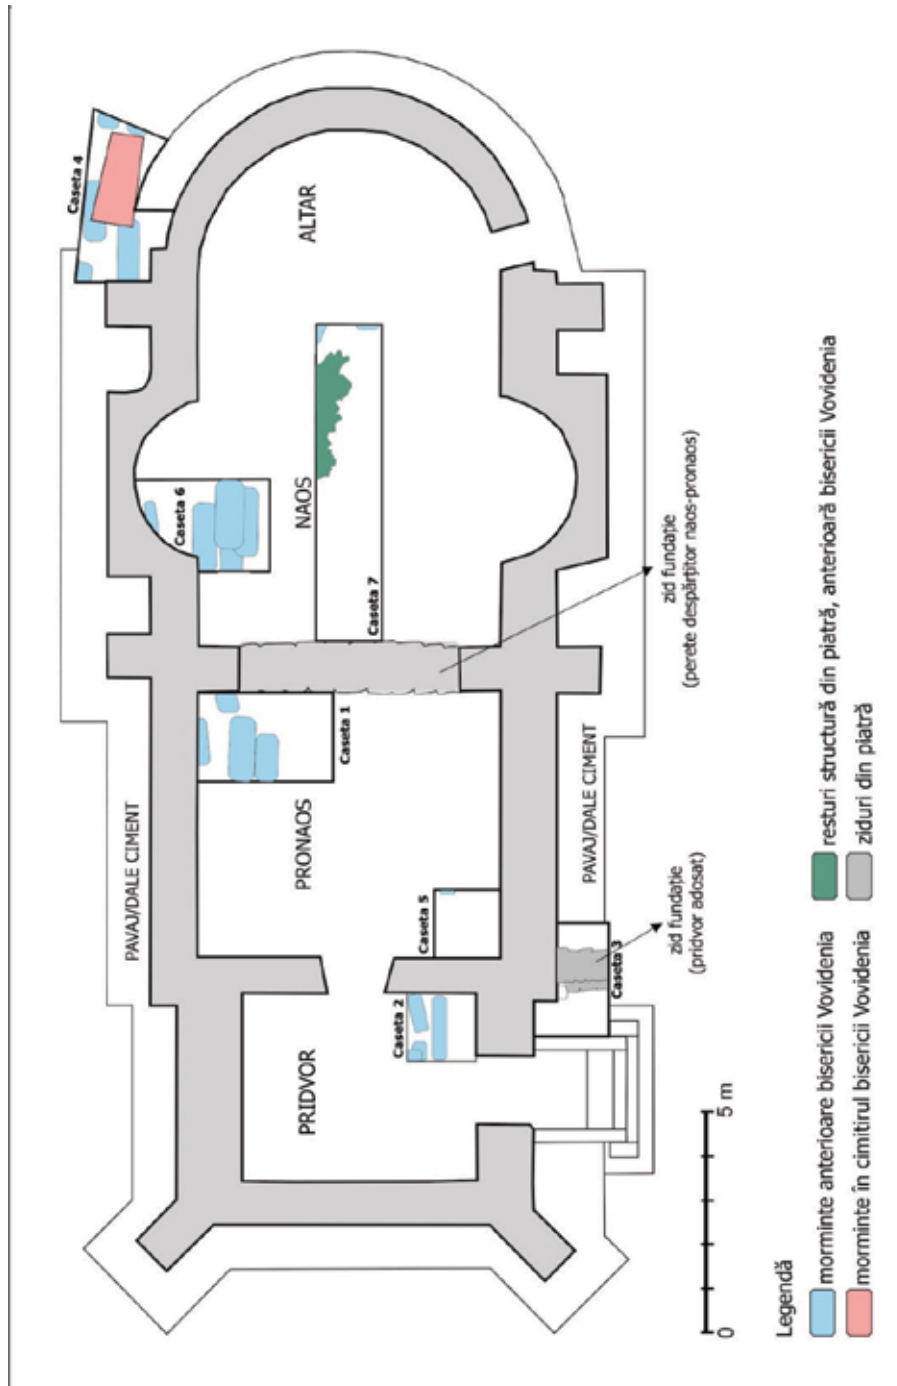 Caseta 4
ALTAR
Caseta 6
NAOS
Caseta 7
zid fundație
(perete despărțitor naos-pronaos)
Caseta 1
PRONAOS
PAVAJ/DALE CIMENT
PAVAJ/DALE CIMENT
Caseta 5
zid fundație
(pridvor adosat)
Caseta 3
Caseta 2
PRIDVOR
0
5 m
Legendă
morminte anterioare bisericii Vovidenia
morminte în cimitirul bisericii Vovidenia
resturi structură din piatră, anterioară bisericii Vovidenia
ziduri din piatră